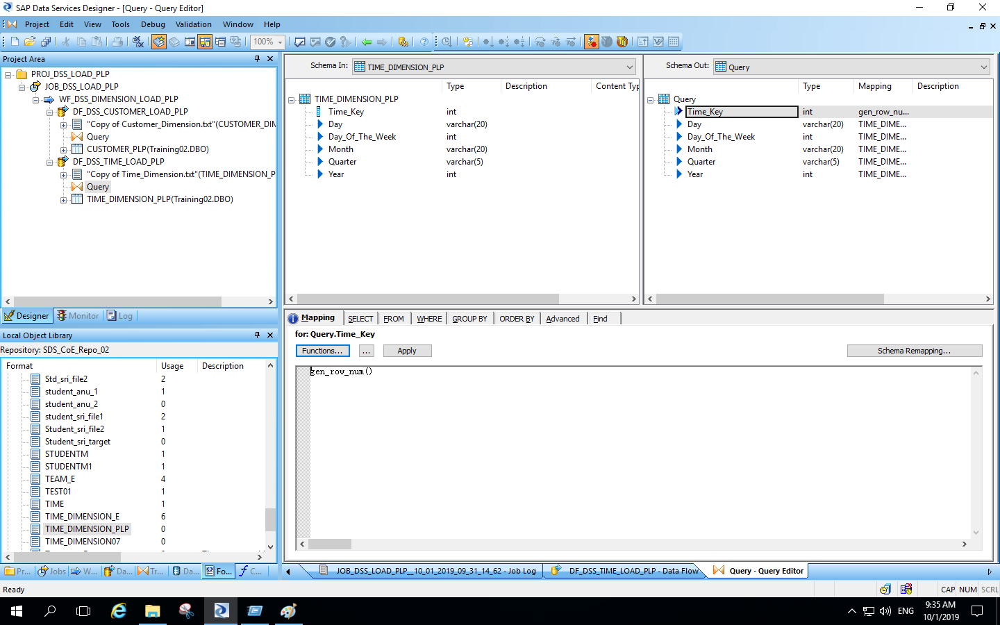 SAP Data Services Designer - [Query - Query Editor]
Project Edit View Tools Debug Validation Window Help
100%
Project Area
PROJ_DSS_LOAD_PLP
JOB_DSS_LOAD_PLP
WF_DSS_DIMENSION_LOAD_PLP
DF_DSS_CUSTOMER_LOAD_PLP
"Copy of Customer_Dimension.txt"(CUSTOMER_DIM
Query
CUSTOMER_PLP(Training02.DBO)
DF_DSS_TIME_LOAD_PLP
"Copy of Time_Dimension.txt"(TIME_DIMENSION_P
Query
TIME_DIMENSION_PLP(Training02.DBO)
Designer Monitor Log
Local Object Library
Repository: SDS_CoE_Repo_02
Format Usage Description
Std_sri_file2 2
student_anu_1 1
student_anu_2 0
student_sri_file1 2
Student_sri_file2 1
Student_sri_target 0
STUDENTM 1
STUDENTM1 1
TEAM_E 4
TEST01 1
TIME 1
TIME_DIMENSION_E 6
TIME_DIMENSION_PLP 0
TIME_DIMENSION07 0
Pr... Jobs W... Da... Tr... Da... Fo... C...
Schema In: TIME_DIMENSION_PLP
Type Description Content Typ
TIME_DIMENSION_PLP
Time_Key int
Day varchar(20)
Day_Of_The_Week int
Month varchar(20)
Quarter varchar(5)
Year int
Schema Out: Query
Type Mapping Description
Query
Time_Key int gen_row_nu...
Day varchar(20) TIME_DIME...
Day_Of_The_Week int TIME_DIME...
Month varchar(20) TIME_DIME...
Quarter varchar(5) TIME_DIME...
Year int TIME_DIME...
Mapping SELECT FROM WHERE GROUP BY ORDER BY Advanced Find
for: Query.Time_Key
Functions... ... Apply Schema Remapping...
gen_row_num()
JOB_DSS_LOAD_PLP__10_01_2019_09_31_14_62 - Job Log DF_DSS_TIME_LOAD_PLP - Data Flow Query - Query Editor
Ready CAP NUM SCRL
ENG 9:35 AM
10/1/2019